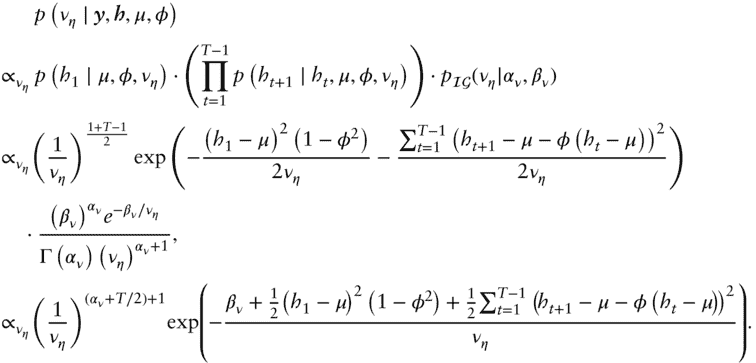 p (ν_η | y, h, μ, ϕ)
∝_{ν_η} p (h_1 | μ, ϕ, ν_η) · ( ∏_{t=1}^{T−1} p (h_{t+1} | h_t, μ, ϕ, ν_η) ) · p_{IG}(ν_η|α_ν, β_ν)
∝_{ν_η} (1/ν_η)^{(1+T−1)/2} exp ( − (h_1 − μ)^2 (1 − ϕ^2) / 2ν_η − ∑_{t=1}^{T−1} (h_{t+1} − μ − ϕ (h_t − μ))^2 / 2ν_η )
· (β_ν)^{α_ν} e^{−β_ν/ν_η} / Γ (α_ν) (ν_η)^{α_ν+1} ,
∝_{ν_η} (1/ν_η)^{(α_ν+T/2)+1} exp( − (β_ν + 1/2 (h_1 − μ)^2 (1 − ϕ^2) + 1/2 ∑_{t=1}^{T−1} (h_{t+1} − μ − ϕ (h_t − μ))^2) / ν_η ).